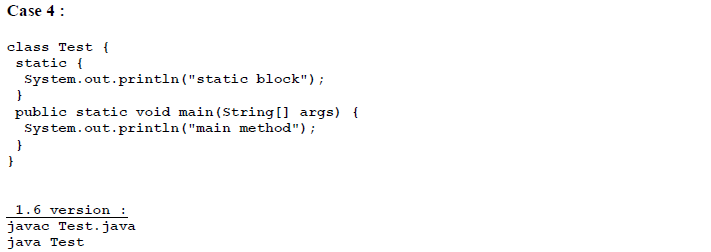 Case 4 :
class Test {
static {
System.out.println("static block");
}
public static void main(String[] args) {
System.out.println("main method");
}
}
1.6 version :
javac Test.java
java Test